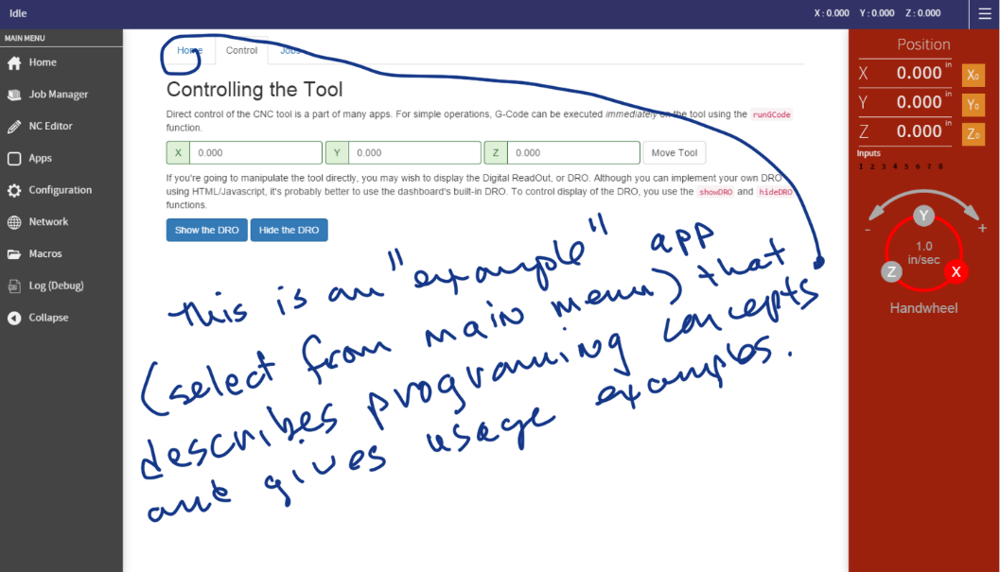 Idle
X : 0.000 Y : 0.000 Z : 0.000
MAIN MENU
Home
Job Manager
NC Editor
Apps
Configuration
Network
Macros
Log (Debug)
Collapse
Home Control Jobs
Controlling the Tool
Direct control of the CNC tool is a part of many apps. For simple operations, G-Code can be executed immediately on the tool using the runGCode
function.
X 0.000 Y 0.000 Z 0.000 Move Tool
If you're going to manipulate the tool directly, you may wish to display the Digital ReadOut, or DRO. Although you can implement your own DRO
using HTML/Javascript, it's probably better to use the dashboard's built-in DRO. To control display of the DRO, you use the showDRO and hideDRO
functions.
Show the DRO Hide the DRO
this is an "example" app
(select from main menu) that
describes programming concepts
and gives usage examples.
Position
X 0.000 in X₀
Y 0.000 in Y₀
Z 0.000 in Z₀
Inputs
1 2 3 4 5 6 7 8
- Y +
1.0
in/sec
Z X
Handwheel